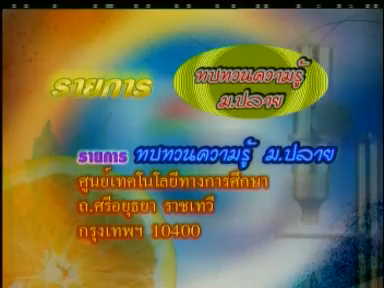 รายการ
ทบทวนความรู้
ม.ปลาย
รายการ ทบทวนความรู้ ม.ปลาย
ศูนย์เทคโนโลยีทางการศึกษา
ถ.ศรีอยุธยา ราชเทวี
กรุงเทพฯ 10400